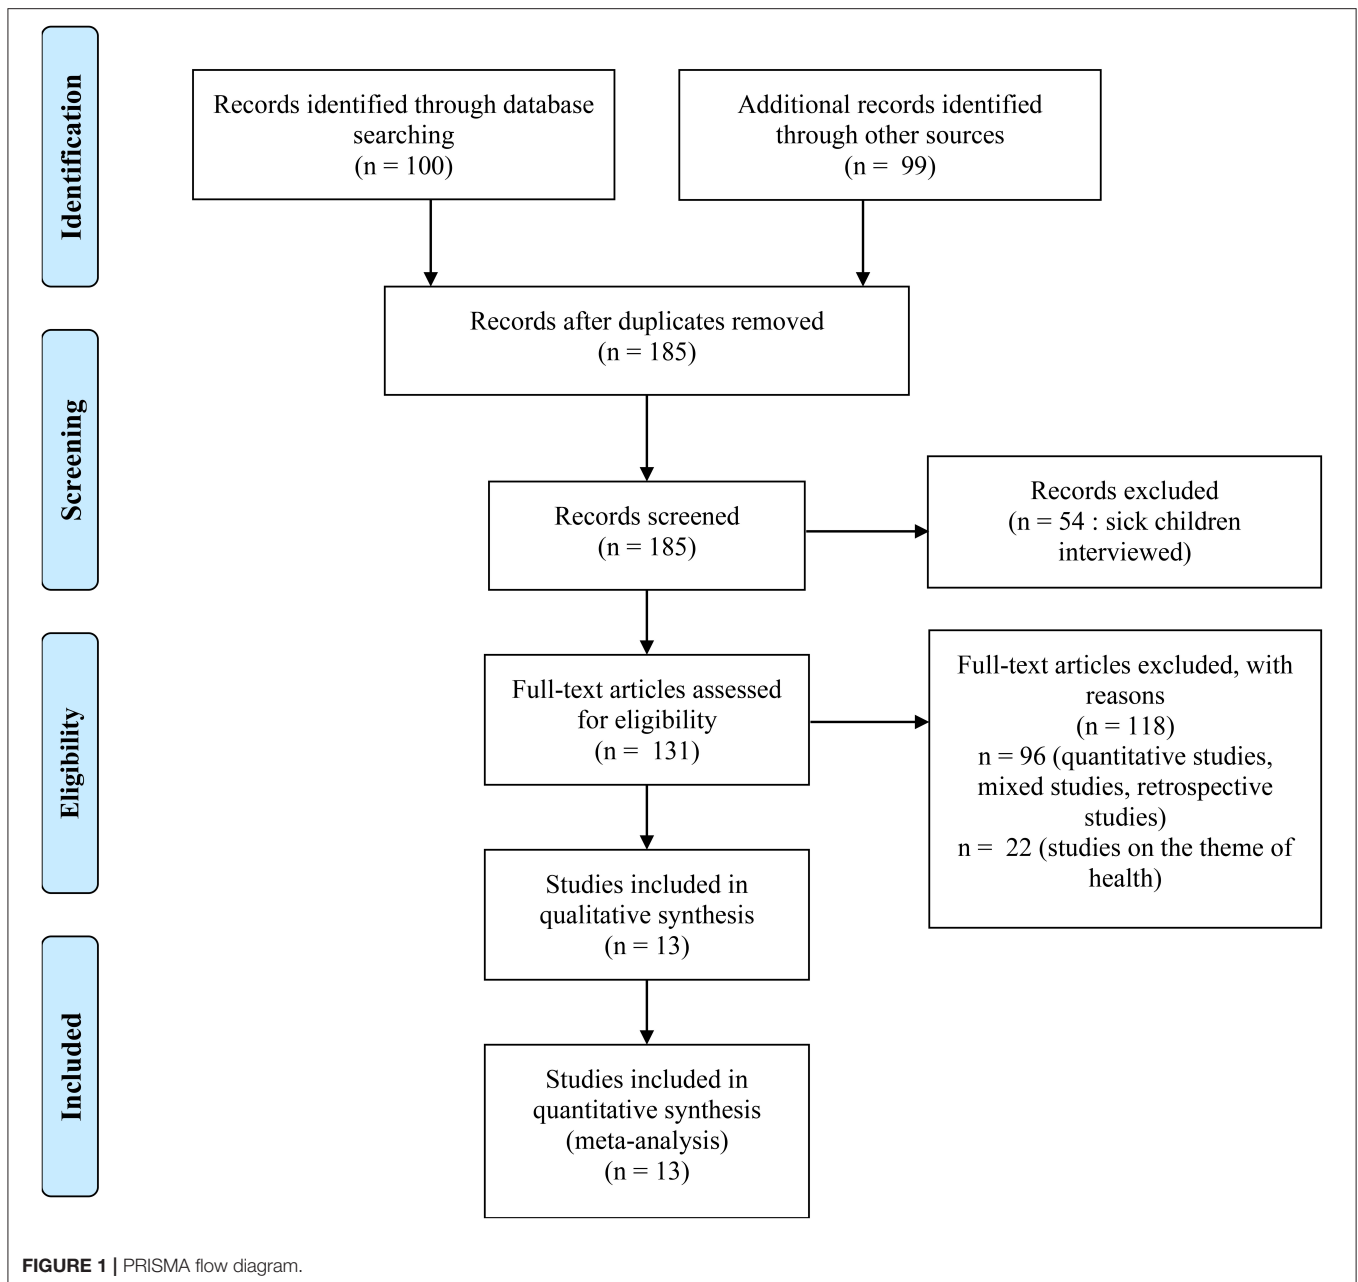 Identification
Records identified through database
searching
(n = 100)
Additional records identified
through other sources
(n = 99)
Records after duplicates removed
(n = 185)
Screening
Records screened
(n = 185)
Records excluded
(n = 54 : sick children
interviewed)
Eligibility
Full-text articles assessed
for eligibility
(n = 131)
Full-text articles excluded, with
reasons
(n = 118)
n = 96 (quantitative studies,
mixed studies, retrospective
studies)
n = 22 (studies on the theme of
health)
Studies included in
qualitative synthesis
(n = 13)
Included
Studies included in
quantitative synthesis
(meta-analysis)
(n = 13)
FIGURE 1 | PRISMA flow diagram.